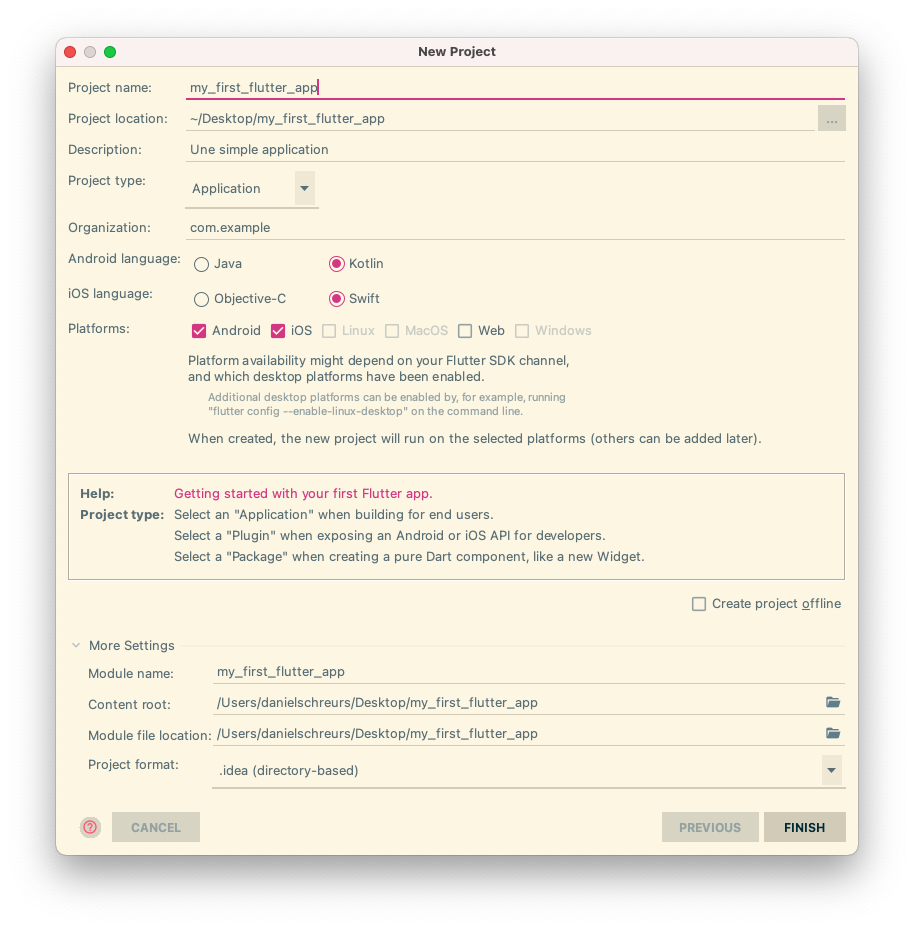 New Project
Project name: my_first_flutter_app
Project location: ~/Desktop/my_first_flutter_app ...
Description: Une simple application
Project type: Application
Organization: com.example
Android language: Java Kotlin
iOS language: Objective-C Swift
Platforms: Android iOS Linux MacOS Web Windows
Platform availability might depend on your Flutter SDK channel,
and which desktop platforms have been enabled.
Additional desktop platforms can be enabled by, for example, running
"flutter config --enable-linux-desktop" on the command line.
When created, the new project will run on the selected platforms (others can be added later).
Help: Getting started with your first Flutter app.
Project type: Select an "Application" when building for end users.
Select a "Plugin" when exposing an Android or iOS API for developers.
Select a "Package" when creating a pure Dart component, like a new Widget.
Create project offline
More Settings
Module name: my_first_flutter_app
Content root: /Users/danielschreurs/Desktop/my_first_flutter_app
Module file location: /Users/danielschreurs/Desktop/my_first_flutter_app
Project format: .idea (directory-based)
? CANCEL PREVIOUS FINISH